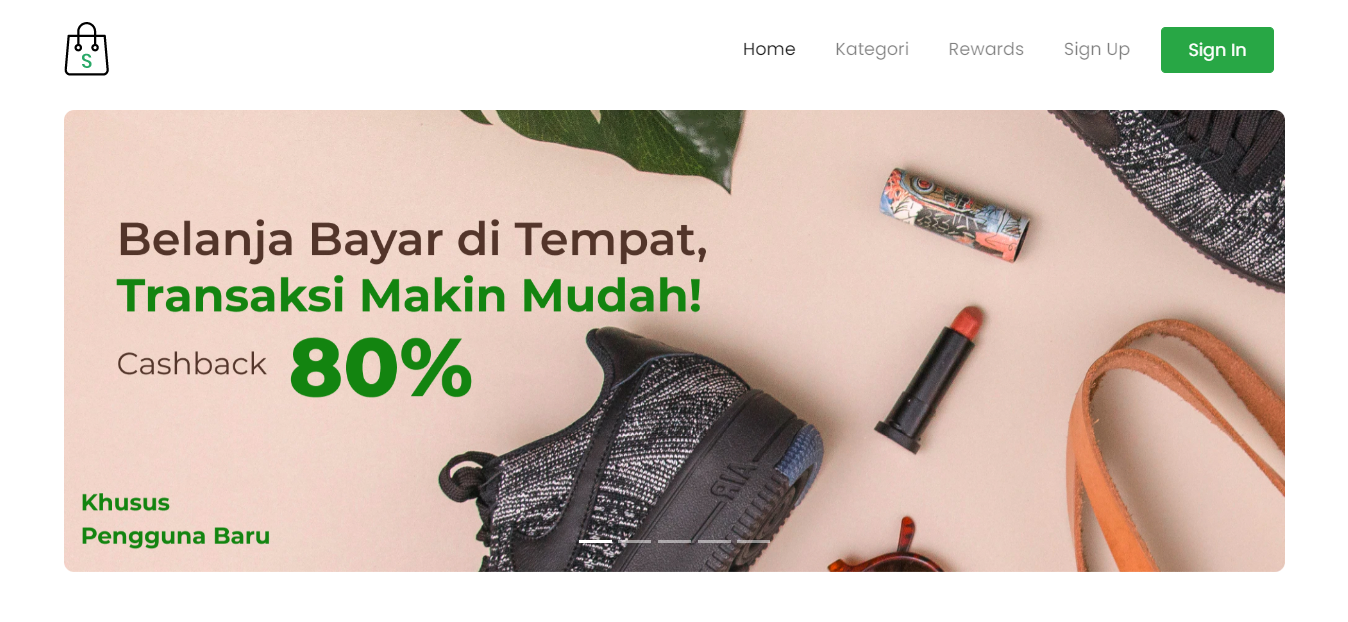 S
Home Kategori Rewards Sign Up Sign In
Belanja Bayar di Tempat,
Transaksi Makin Mudah!
Cashback 80%
RIA
Khusus
Pengguna Baru